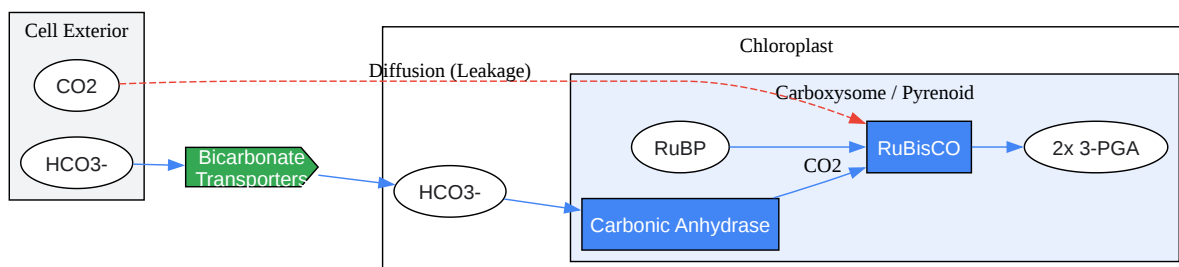 Cell Exterior
CO2
HCO3-
Bicarbonate
Transporters
Chloroplast
Diffusion (Leakage)
HCO3-
Carboxysome / Pyrenoid
RuBP
CO2
Carbonic Anhydrase
RuBisCO
2x 3-PGA